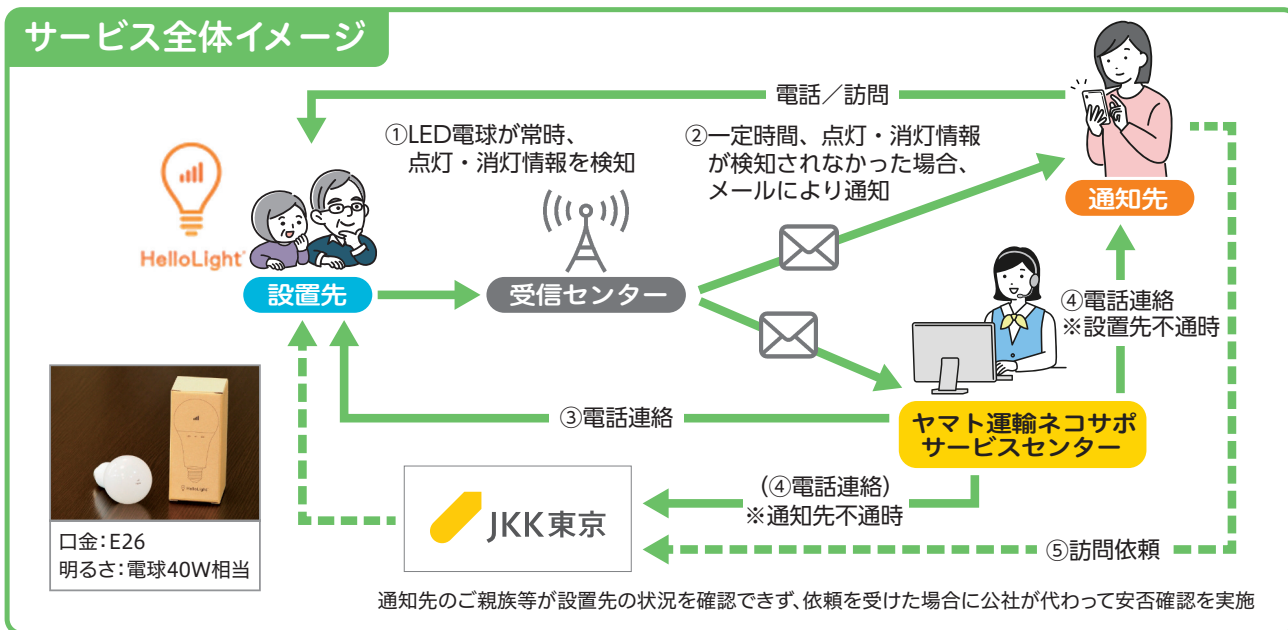 サービス全体イメージ
電話／訪問
①LED電球が常時、
点灯・消灯情報を検知
②一定時間、点灯・消灯情報
が検知されなかった場合、
メールにより通知
通知先
HelloLight
設置先
受信センター
④電話連絡
※設置先不通時
③電話連絡
ヤマト運輸ネコサポ
サービスセンター
(④電話連絡)
※通知先不通時
JKK東京
⑤訪問依頼
HelloLight
口金：E26
明るさ：電球40W相当
通知先のご親族等が設置先の状況を確認できず、依頼を受けた場合に公社が代わって安否確認を実施